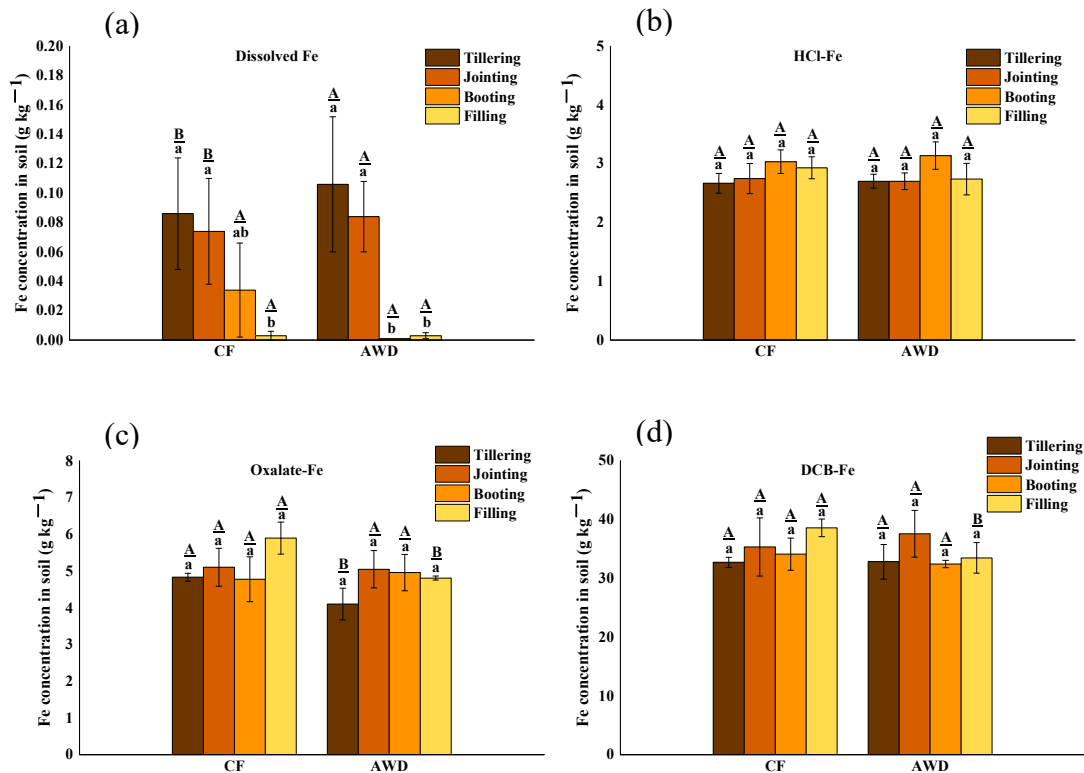 (a)
Dissolved Fe
Tillering
Jointing
Booting
Filling
Fe concentration in soil (g kg⁻¹)
0.20
0.18
0.16
0.14
0.12
0.10
0.08
0.06
0.04
0.02
0.00
B
a
B
a
A
ab
A
b
A
a
A
a
A
b
A
b
CF
AWD
(b)
HCl-Fe
Tillering
Jointing
Booting
Filling
Fe concentration in soil (g kg⁻¹)
5
4
3
2
1
0
A
a
A
a
A
a
A
a
A
a
A
a
A
a
A
a
CF
AWD
(c)
Oxalate-Fe
Tillering
Jointing
Booting
Filling
Fe concentration in soil (g kg⁻¹)
8
7
6
5
4
3
2
1
0
A
a
A
a
A
a
A
a
B
a
A
a
A
a
B
a
CF
AWD
(d)
DCB-Fe
Tillering
Jointing
Booting
Filling
Fe concentration in soil (g kg⁻¹)
50
40
30
20
10
0
A
a
A
a
A
a
A
a
A
a
A
a
A
a
B
a
CF
AWD